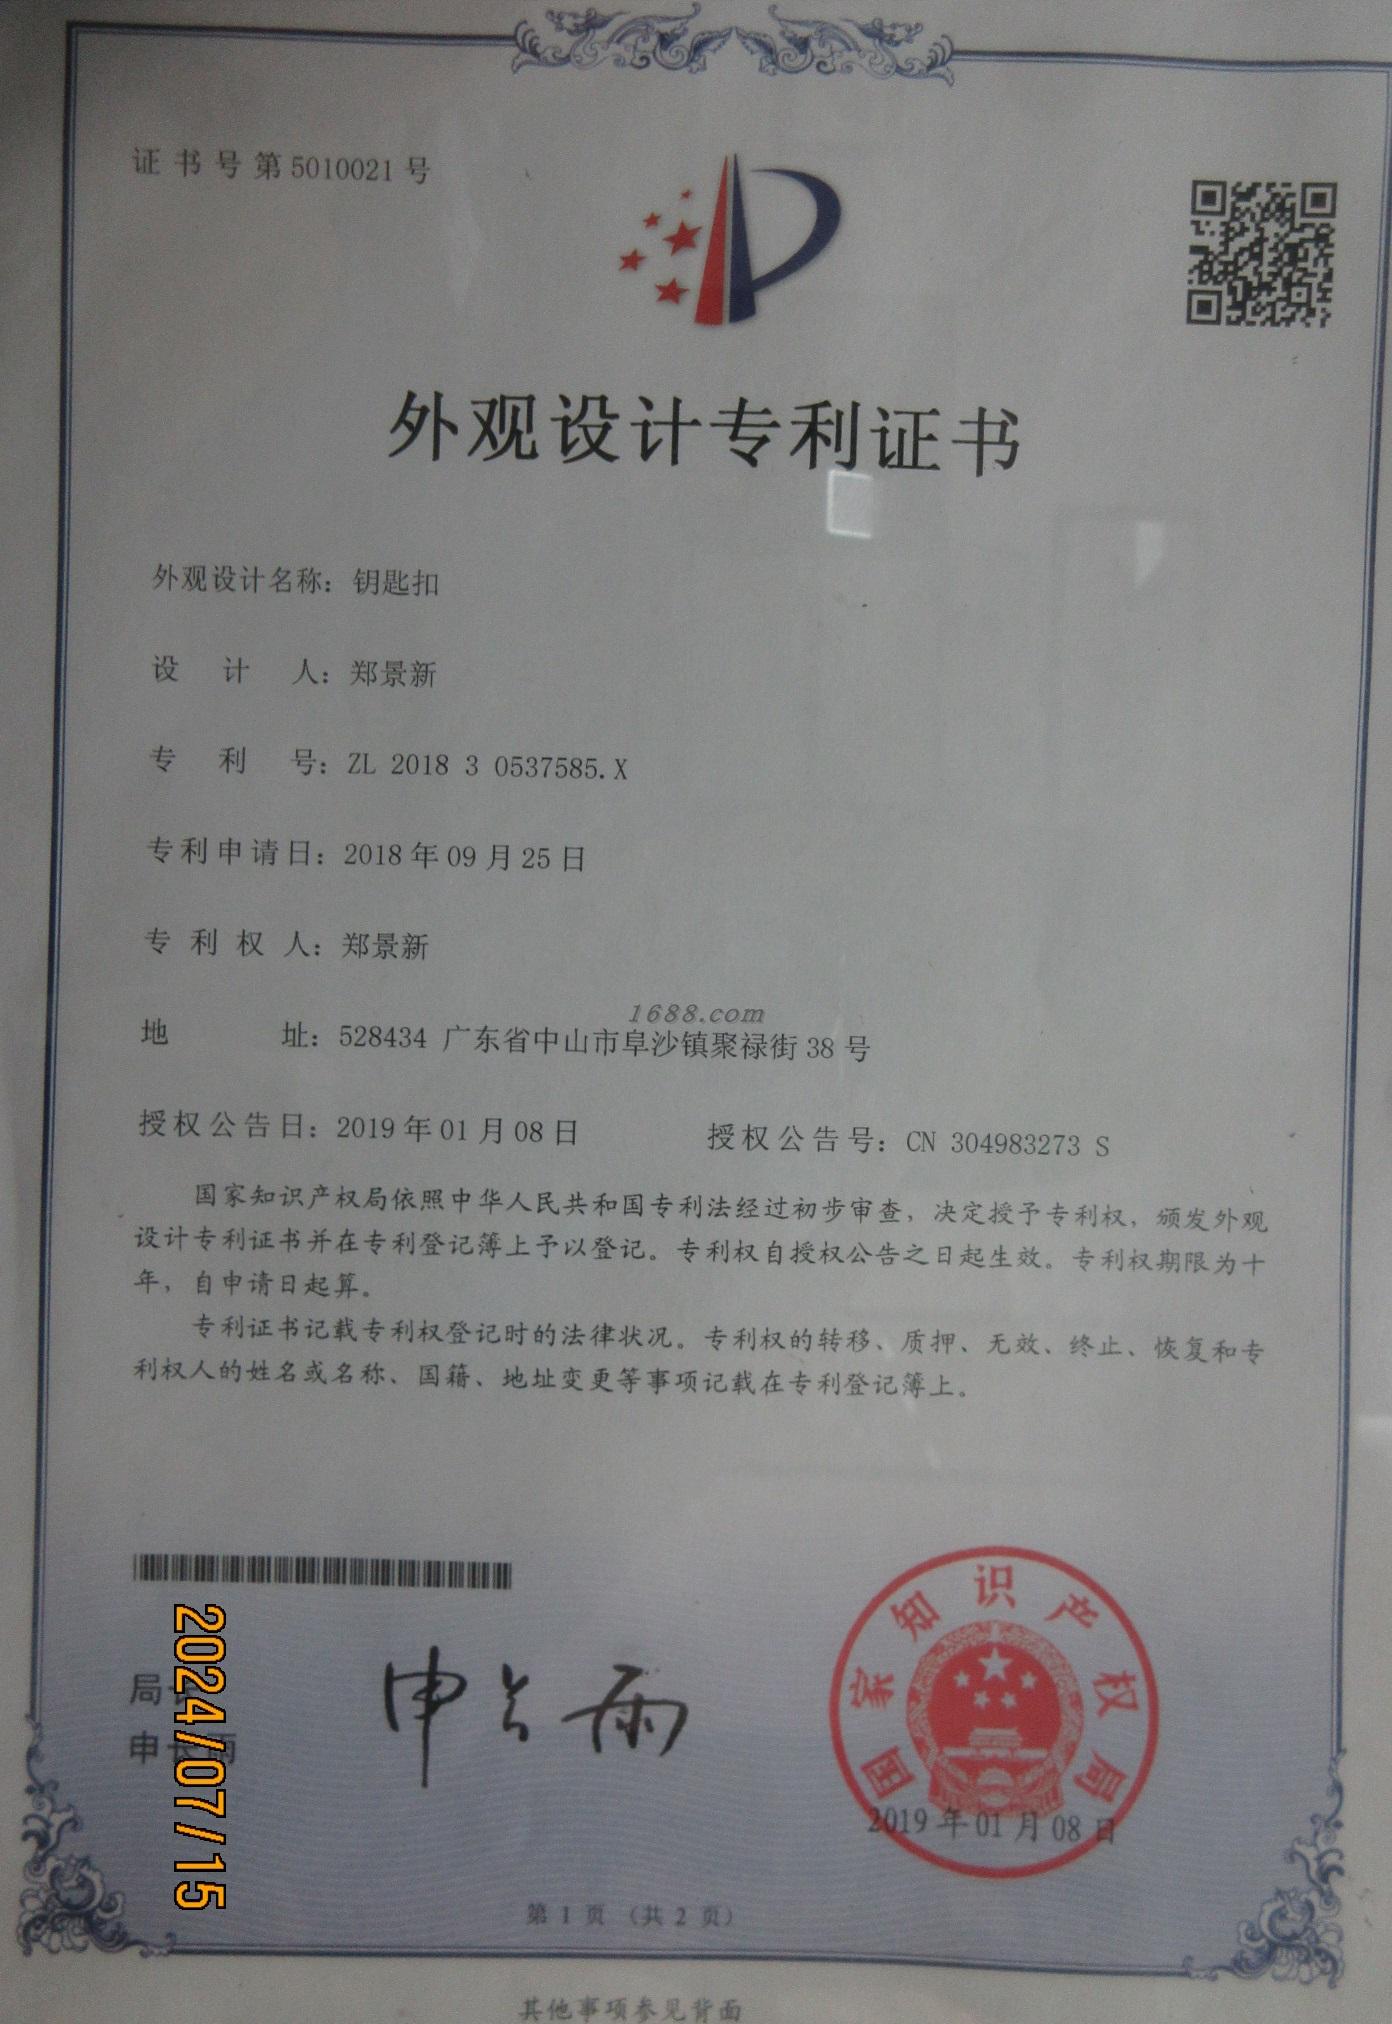 证书号第5010021号
外观设计专利证书
外观设计名称：钥匙扣
设计人：郑景新
专利号：ZL 2018 3 0537585.X
专利申请日：2018年09月25日
专利权人：郑景新
1688.com
地址：528434 广东省中山市阜沙镇聚禄街38号
授权公告日：2019年01月08日 授权公告号：CN 304983273 S
国家知识产权局依照中华人民共和国专利法经过初步审查，决定授予专利权，颁发外观
设计专利证书并在专利登记簿上予以登记。专利权自授权公告之日起生效。专利权期限为十
年，自申请日起算。
专利证书记载专利权登记时的法律状况。专利权的转移、质押、无效、终止、恢复和专
利权人的姓名或名称、国籍、地址变更等事项记载在专利登记簿上。
局长
申长雨
申长雨
国家知识产权局
2019年01月08日
2024/07/15
第 1 页 （共 2 页）
其他事项参见背面